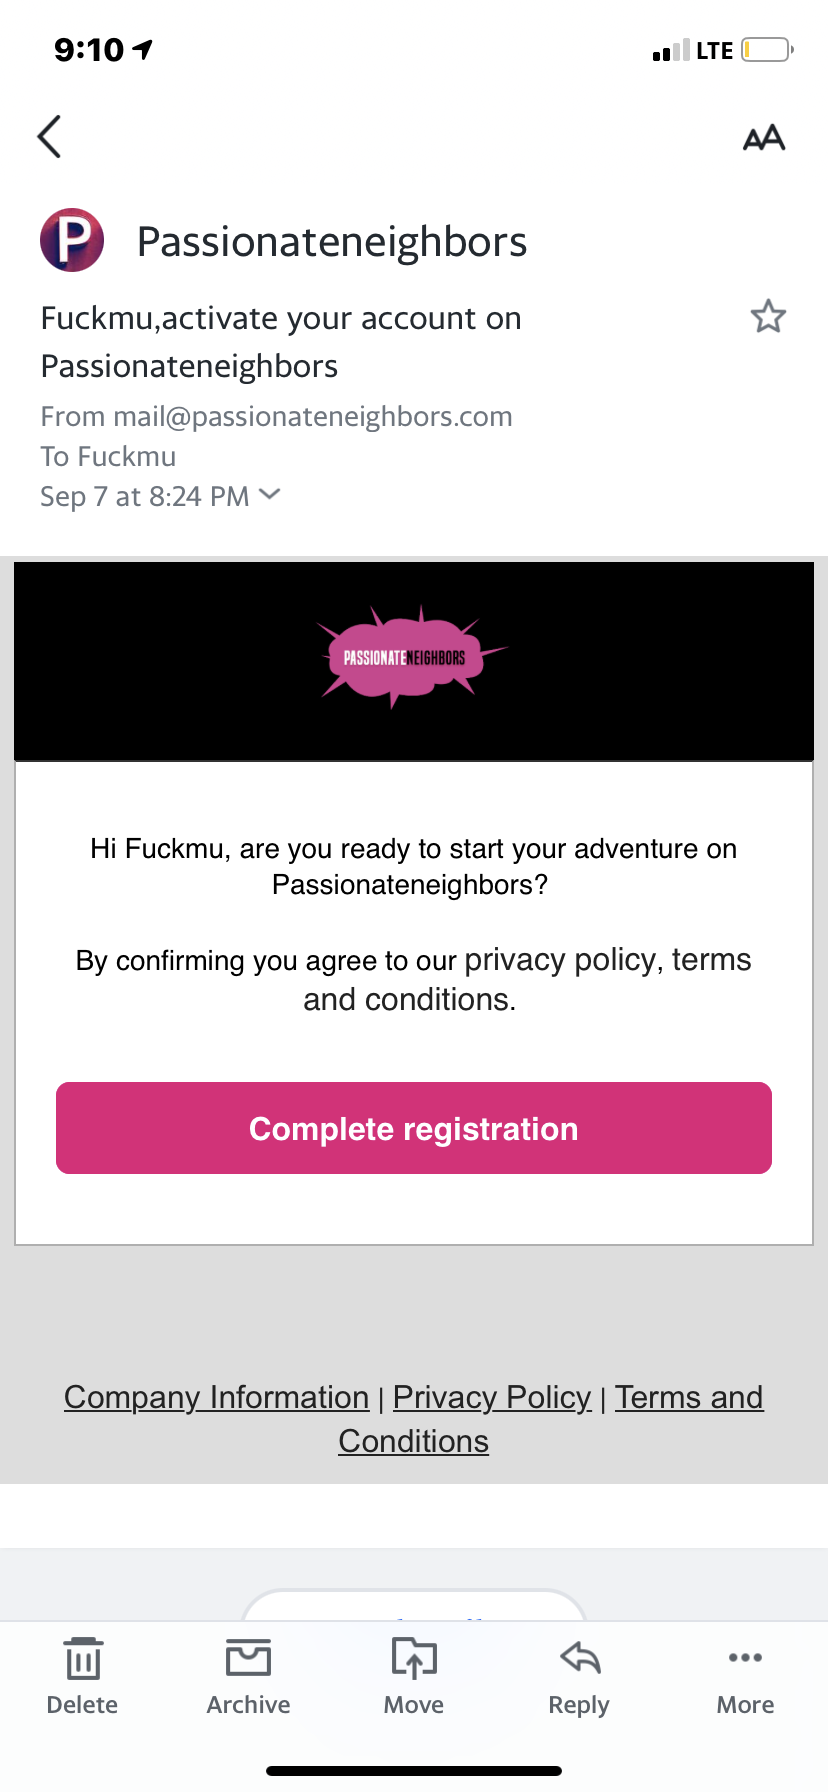 9:10
LTE
AA
P
Passionateneighbors
Fuckmu,activate your account on
Passionateneighbors
From mail@passionateneighbors.com
To Fuckmu
Sep 7 at 8:24 PM
PASSIONATENEIGHBORS
Hi Fuckmu, are you ready to start your adventure on
Passionateneighbors?
By confirming you agree to our privacy policy, terms
and conditions.
Complete registration
Company Information | Privacy Policy | Terms and
Conditions
Delete Archive Move Reply More